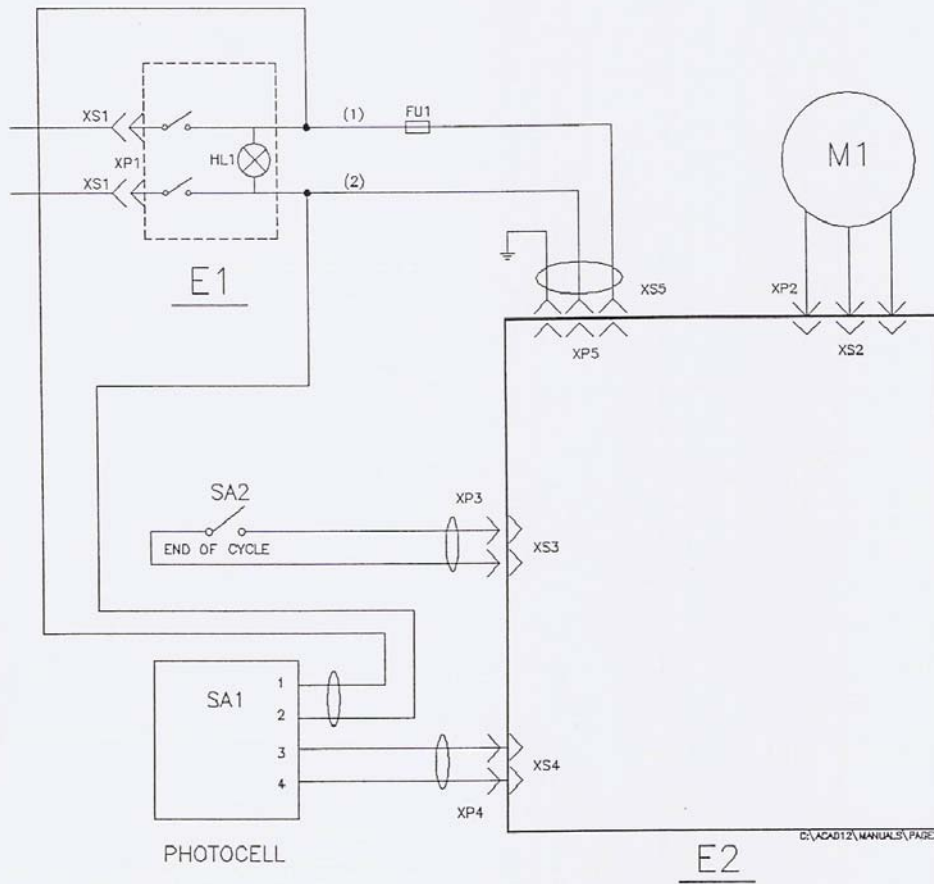 XS1
(1)
FU1
XP1
HL1
M1
XS1
(2)
E1
XS5
XP2
XP5
XS2
SA2
XP3
END OF CYCLE
XS3
SA1
1
2
3
4
XS4
XP4
PHOTOCELL
C:\ACAD12\MANUALS\PAGE
E2